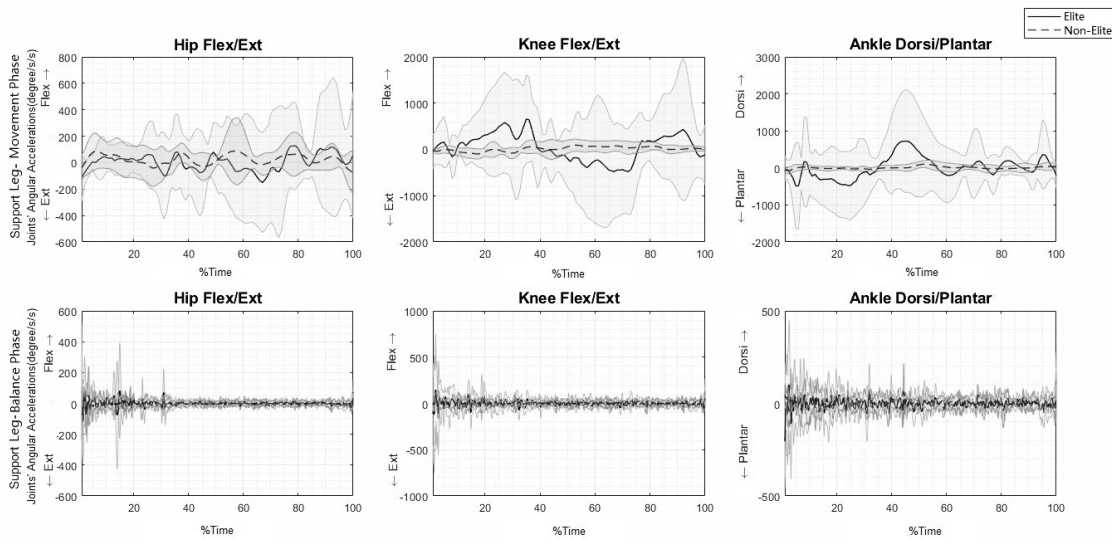 Elite
Non-Elite
Hip Flex/Ext
Knee Flex/Ext
Ankle Dorsi/Plantar
Support Leg- Movement Phase
Joints' Angular Accelerations(degree/s/s)
← Ext
Flex →
800
600
400
200
0
-200
-400
-600
0 20 40 60 80 100
%Time
← Ext
Flex →
2000
1000
0
-1000
-2000
20 40 60 80 100
%Time
← Plantar
Dorsi →
3000
2000
1000
0
-1000
-2000
0 20 40 60 80 100
%Time
Hip Flex/Ext
Knee Flex/Ext
Ankle Dorsi/Plantar
Support Leg-Balance Phase
Joints' Angular Accelerations(degree/s/s)
← Ext
Flex →
600
400
200
0
-200
-400
-600
0 20 40 60 80 100
%Time
← Ext
Flex →
1000
500
0
-500
-1000
0 20 40 60 80 100
%Time
← Plantar
Dorsi →
500
0
-500
0 20 40 60 80 100
%Time